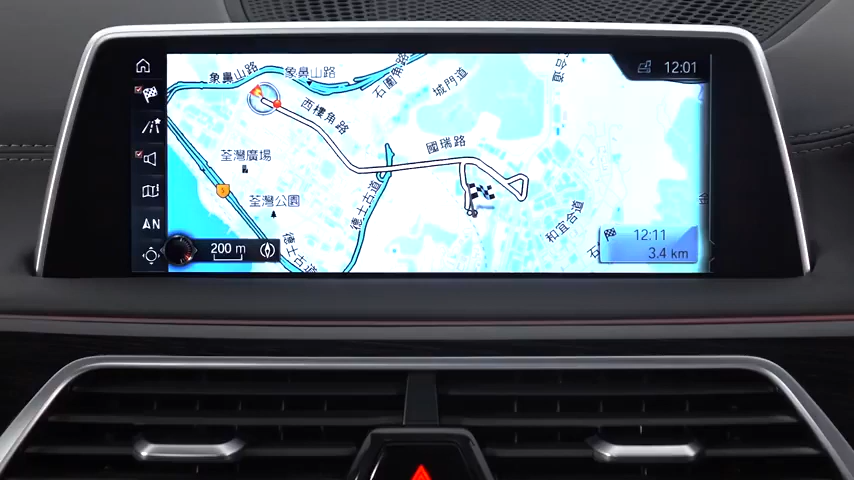 象鼻山路
象鼻山路
石圍角路
城門道
12:01
西樓角路
國瑞路
荃灣廣場
5
荃灣公園
德士古道
和宜合道
德士古道
200 m
AN
12:11
3.4 km